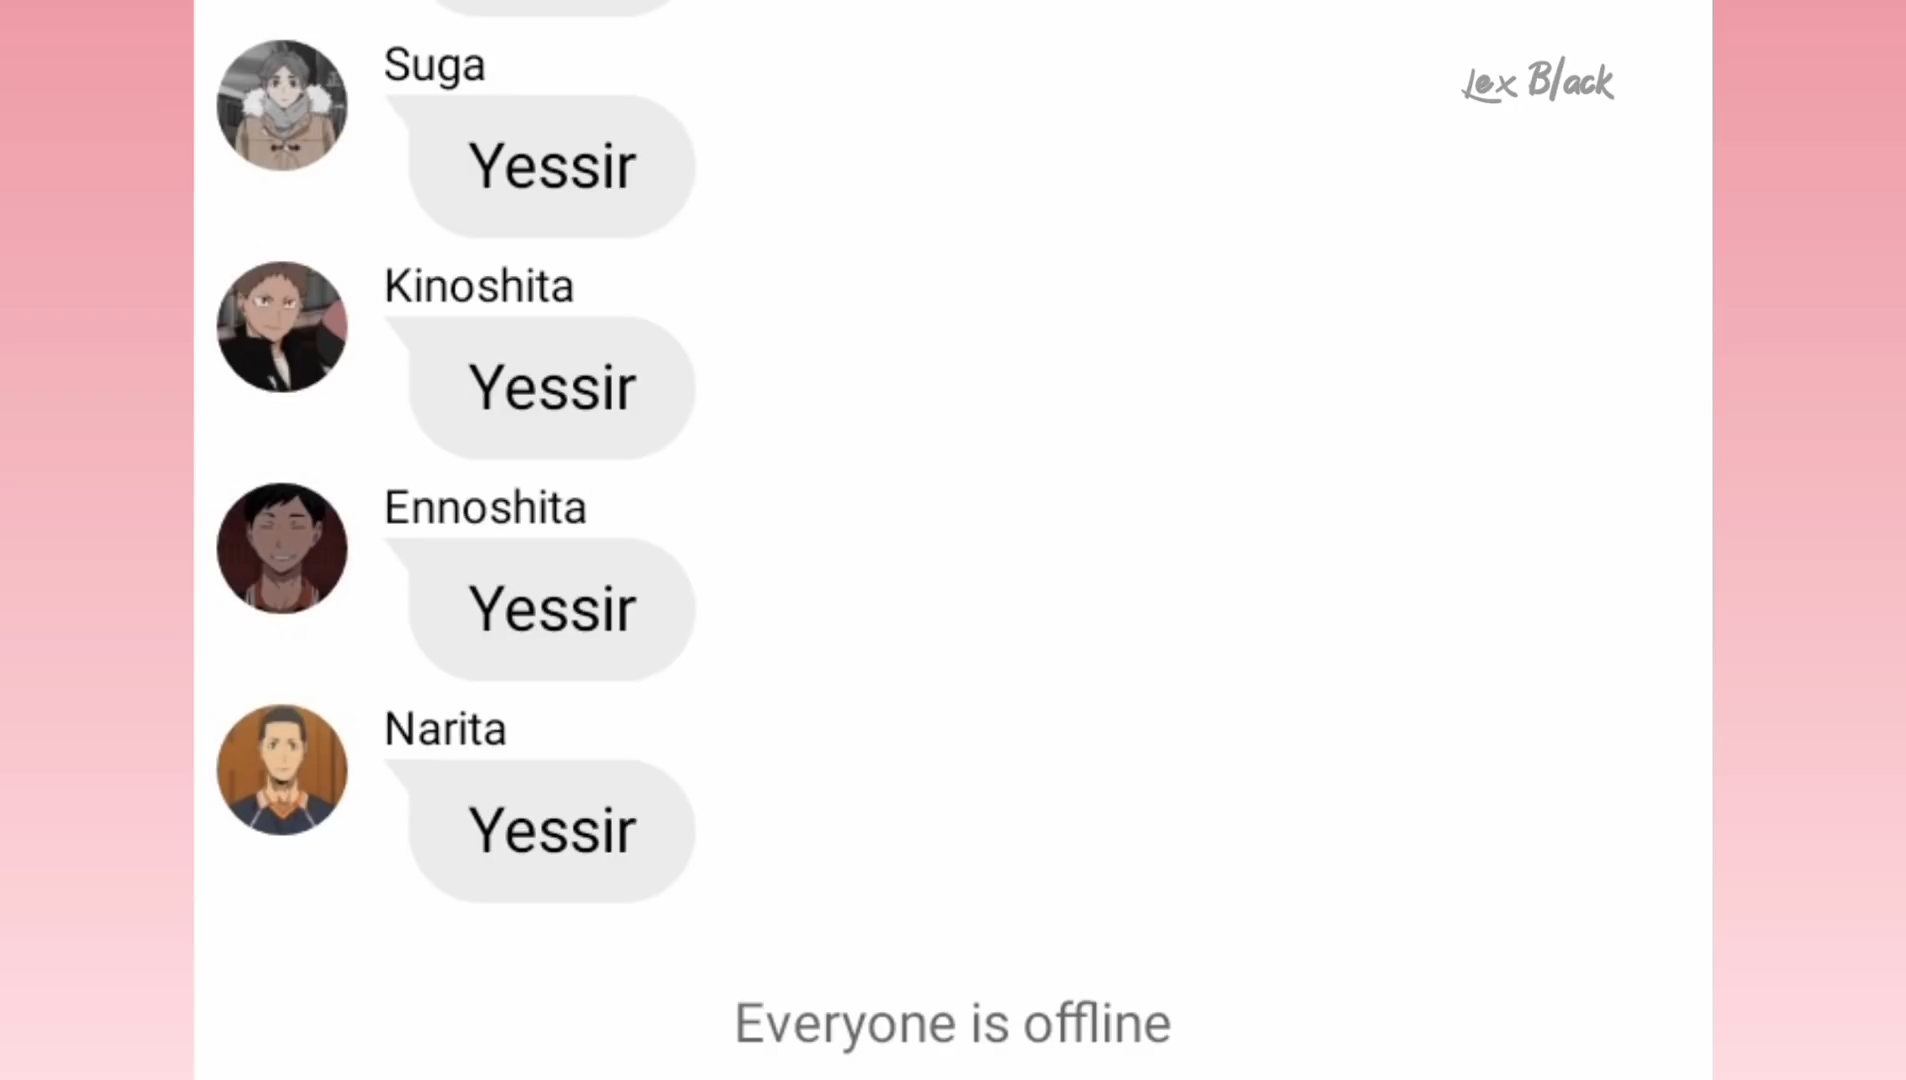 Suga
Lex Black
Yessir
Kinoshita
Yessir
Ennoshita
Yessir
Narita
Yessir
Everyone is offline